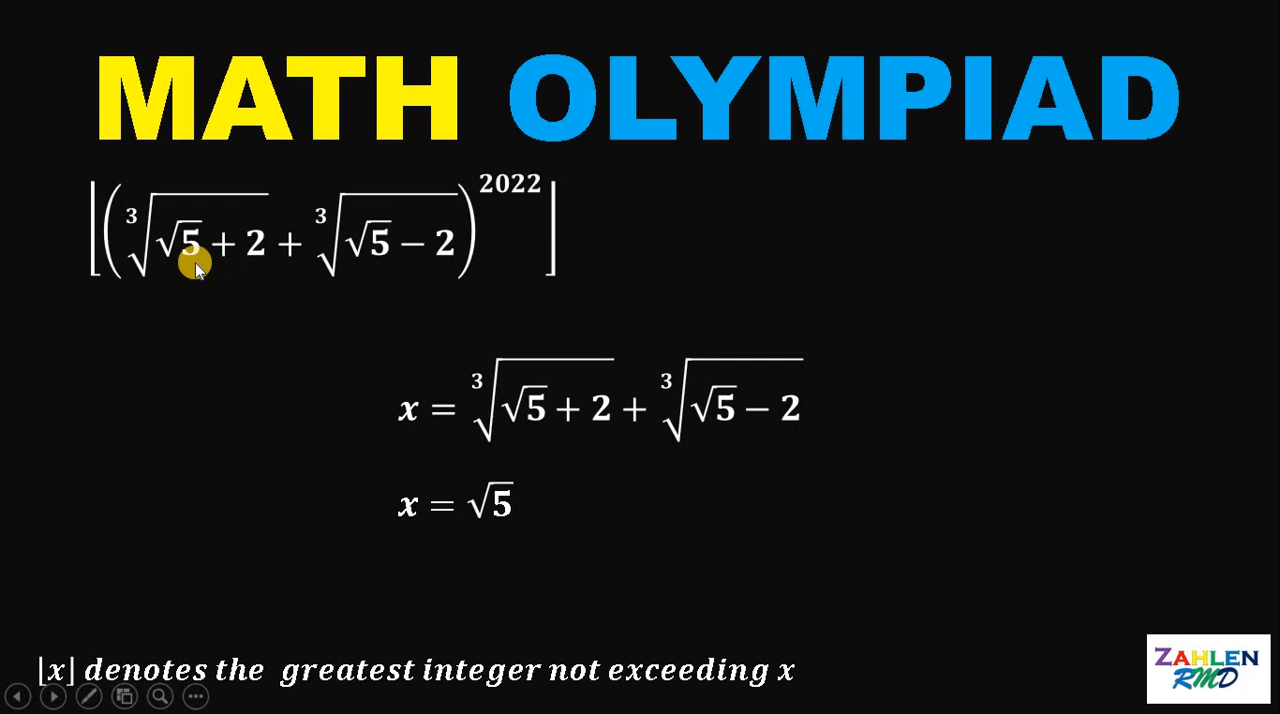 MATH OLYMPIAD
⌊(∛(√5 + 2) + ∛(√5 − 2))^2022⌋
x = ∛(√5 + 2) + ∛(√5 − 2)
x = √5
⌊x⌋ denotes the greatest integer not exceeding x
ZAHLEN
RMD